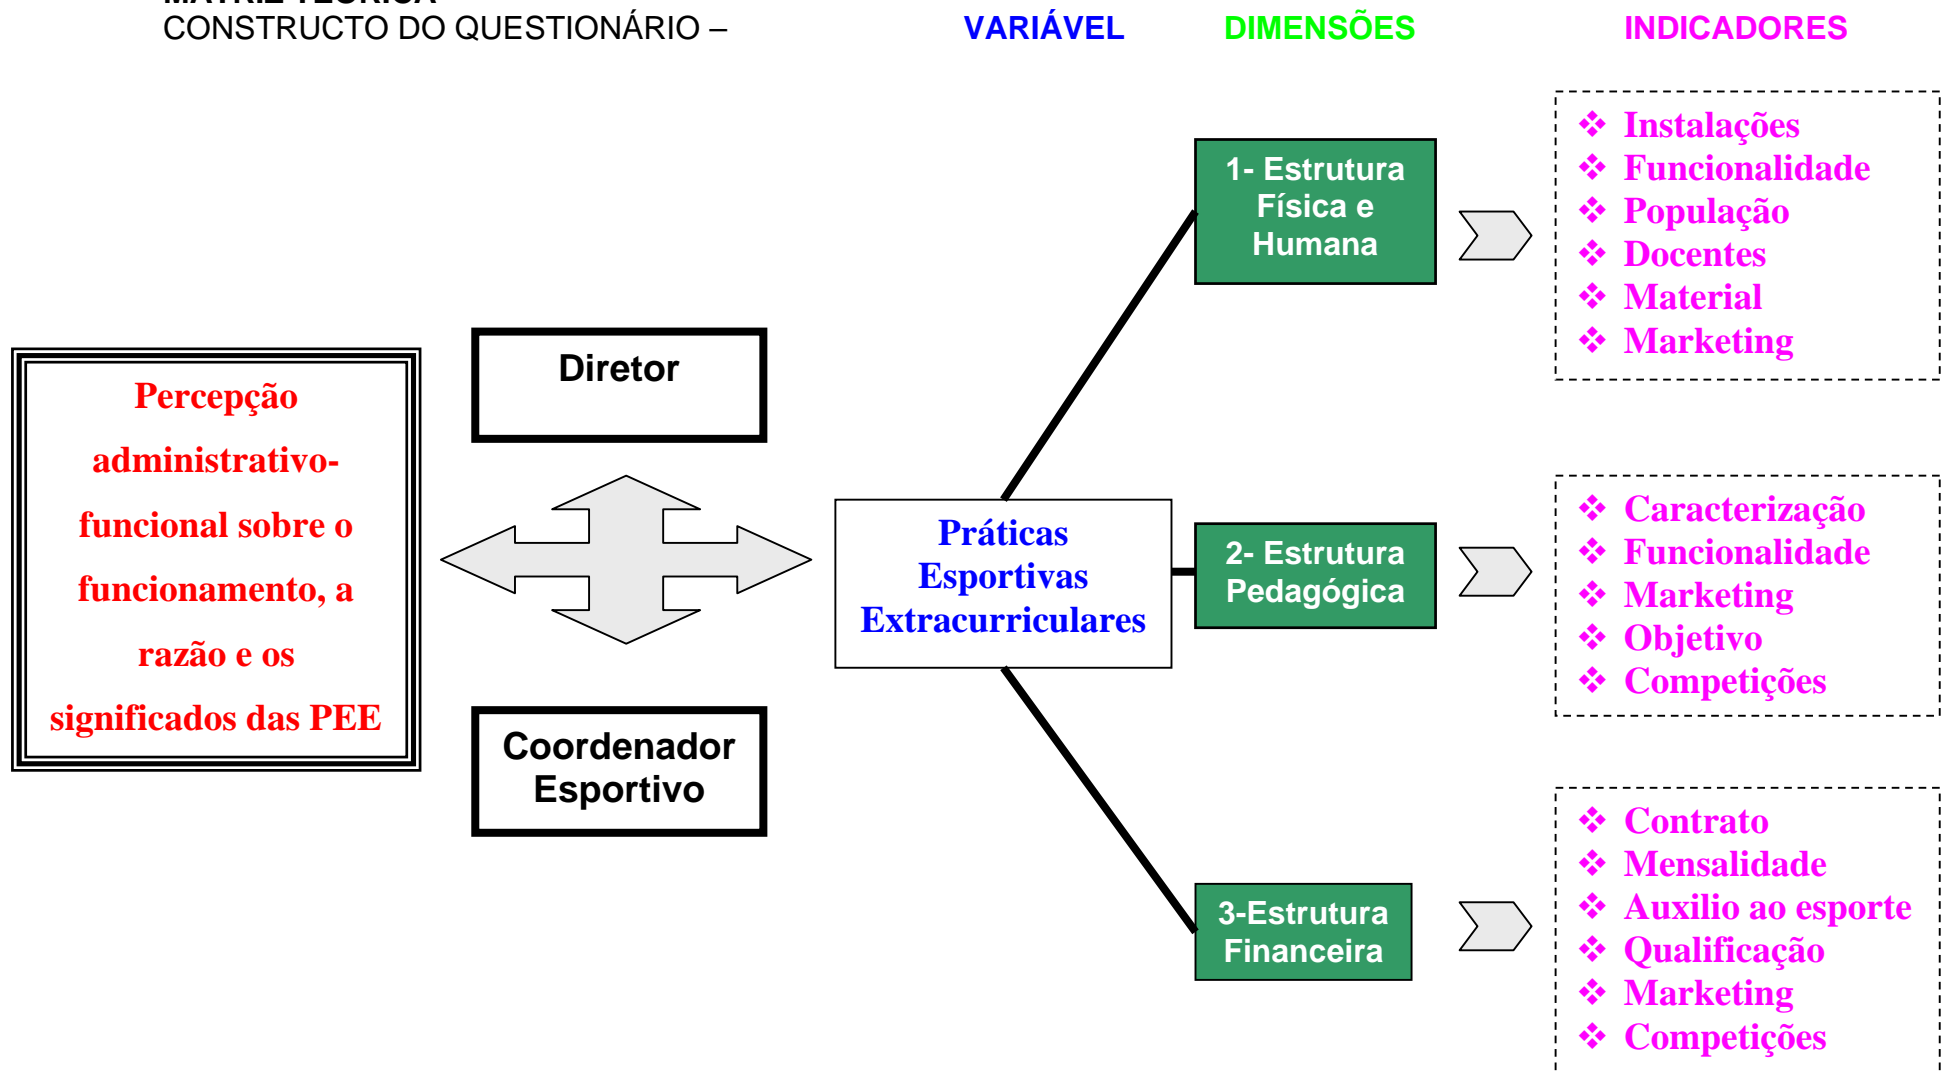 MATRIZ TEÓRICA
CONSTRUCTO DO QUESTIONÁRIO –
VARIÁVEL
DIMENSÕES
INDICADORES
Percepção
administrativo-
funcional sobre o
funcionamento, a
razão e os
significados das PEE
Diretor
Coordenador
Esportivo
Práticas
Esportivas
Extracurriculares
1- Estrutura
Física e
Humana
❖ Instalações
❖ Funcionalidade
❖ População
❖ Docentes
❖ Material
❖ Marketing
2- Estrutura
Pedagógica
❖ Caracterização
❖ Funcionalidade
❖ Marketing
❖ Objetivo
❖ Competições
3-Estrutura
Financeira
❖ Contrato
❖ Mensalidade
❖ Auxilio ao esporte
❖ Qualificação
❖ Marketing
❖ Competições